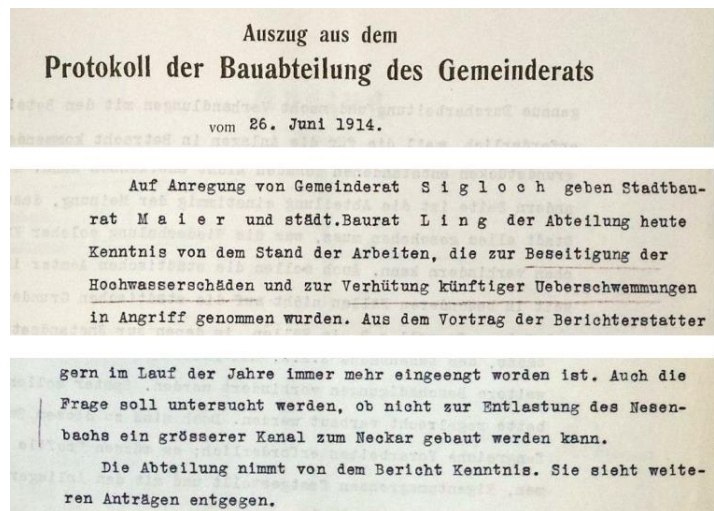 Auszug aus dem
Protokoll der Bauabteilung des Gemeinderats
vom 26. Juni 1914.
Auf Anregung von Gemeinderat S i g l o c h geben Stadtbau-
rat M a i e r und städt.Baurat L i n g der Abteilung heute
Kenntnis von dem Stand der Arbeiten, die zur Beseitigung der
Hochwasserschäden und zur Verhütung künftiger Ueberschwemmungen
in Angriff genommen wurden. Aus dem Vortrag der Berichterstatter
gern im Lauf der Jahre immer mehr eingeengt worden ist. Auch die
Frage soll untersucht werden, ob nicht zur Entlastung des Nesen-
bachs ein grösserer Kanal zum Neckar gebaut werden kann.
Die Abteilung nimmt von dem Bericht Kenntnis. Sie sieht weite-
ren Anträgen entgegen.